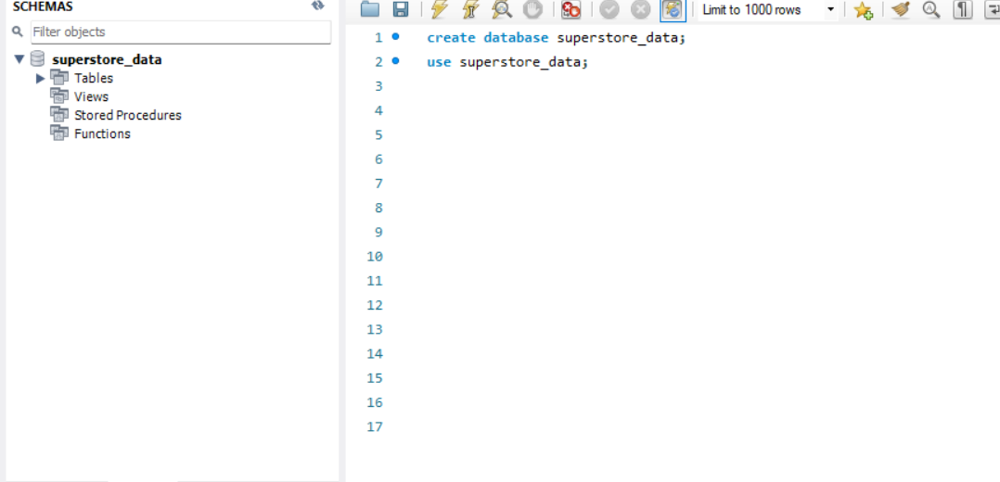 SCHEMAS
Filter objects
superstore_data
Tables
Views
Stored Procedures
Functions
Limit to 1000 rows
1 create database superstore_data;
2 use superstore_data;
3
4
5
6
7
8
9
10
11
12
13
14
15
16
17